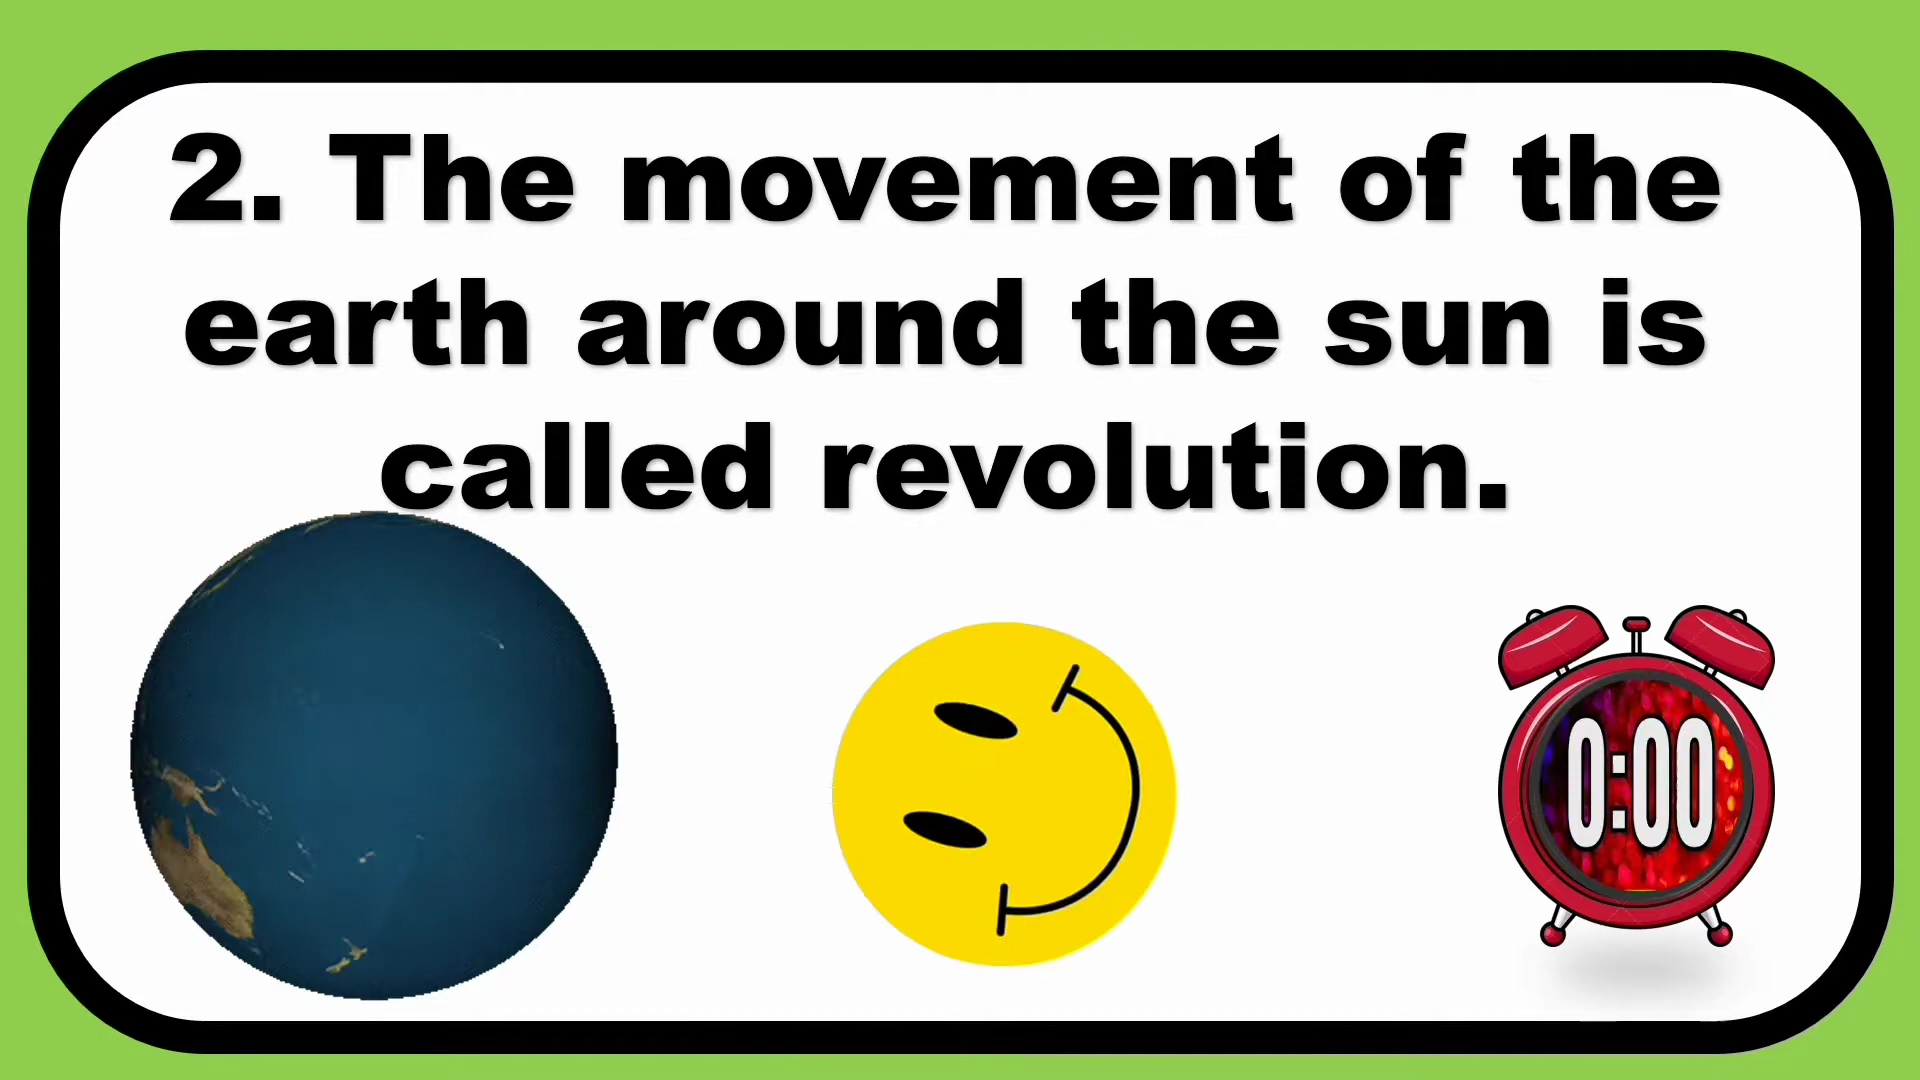 2. The movement of the
earth around the sun is
called revolution.
0:00